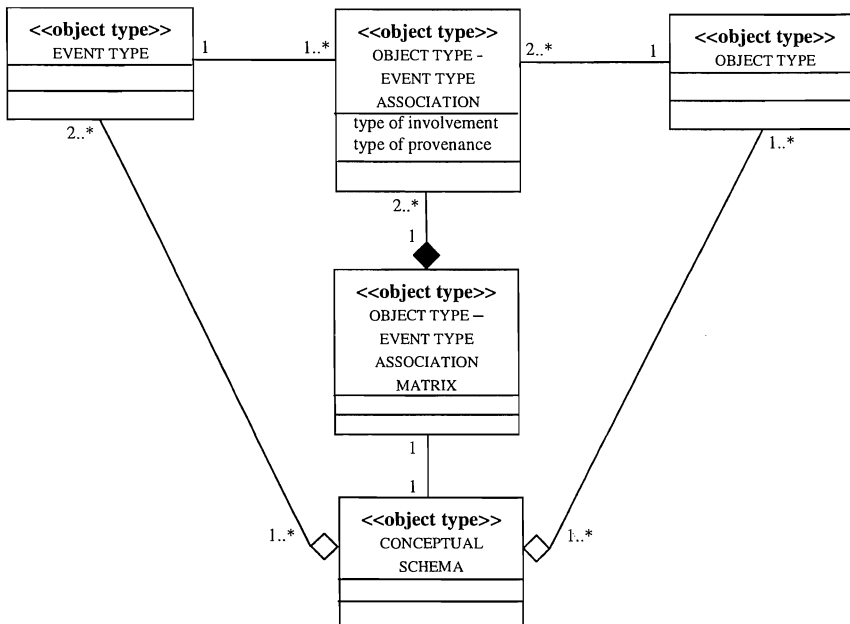 <<object type>>
EVENT TYPE
1
1..*
<<object type>>
OBJECT TYPE -
EVENT TYPE
ASSOCIATION
type of involvement
type of provenance
2..*
1
<<object type>>
OBJECT TYPE
2..*
1..*
2..*
1
<<object type>>
OBJECT TYPE –
EVENT TYPE
ASSOCIATION
MATRIX
1
1
1..*
<<object type>>
CONCEPTUAL
SCHEMA
1..*